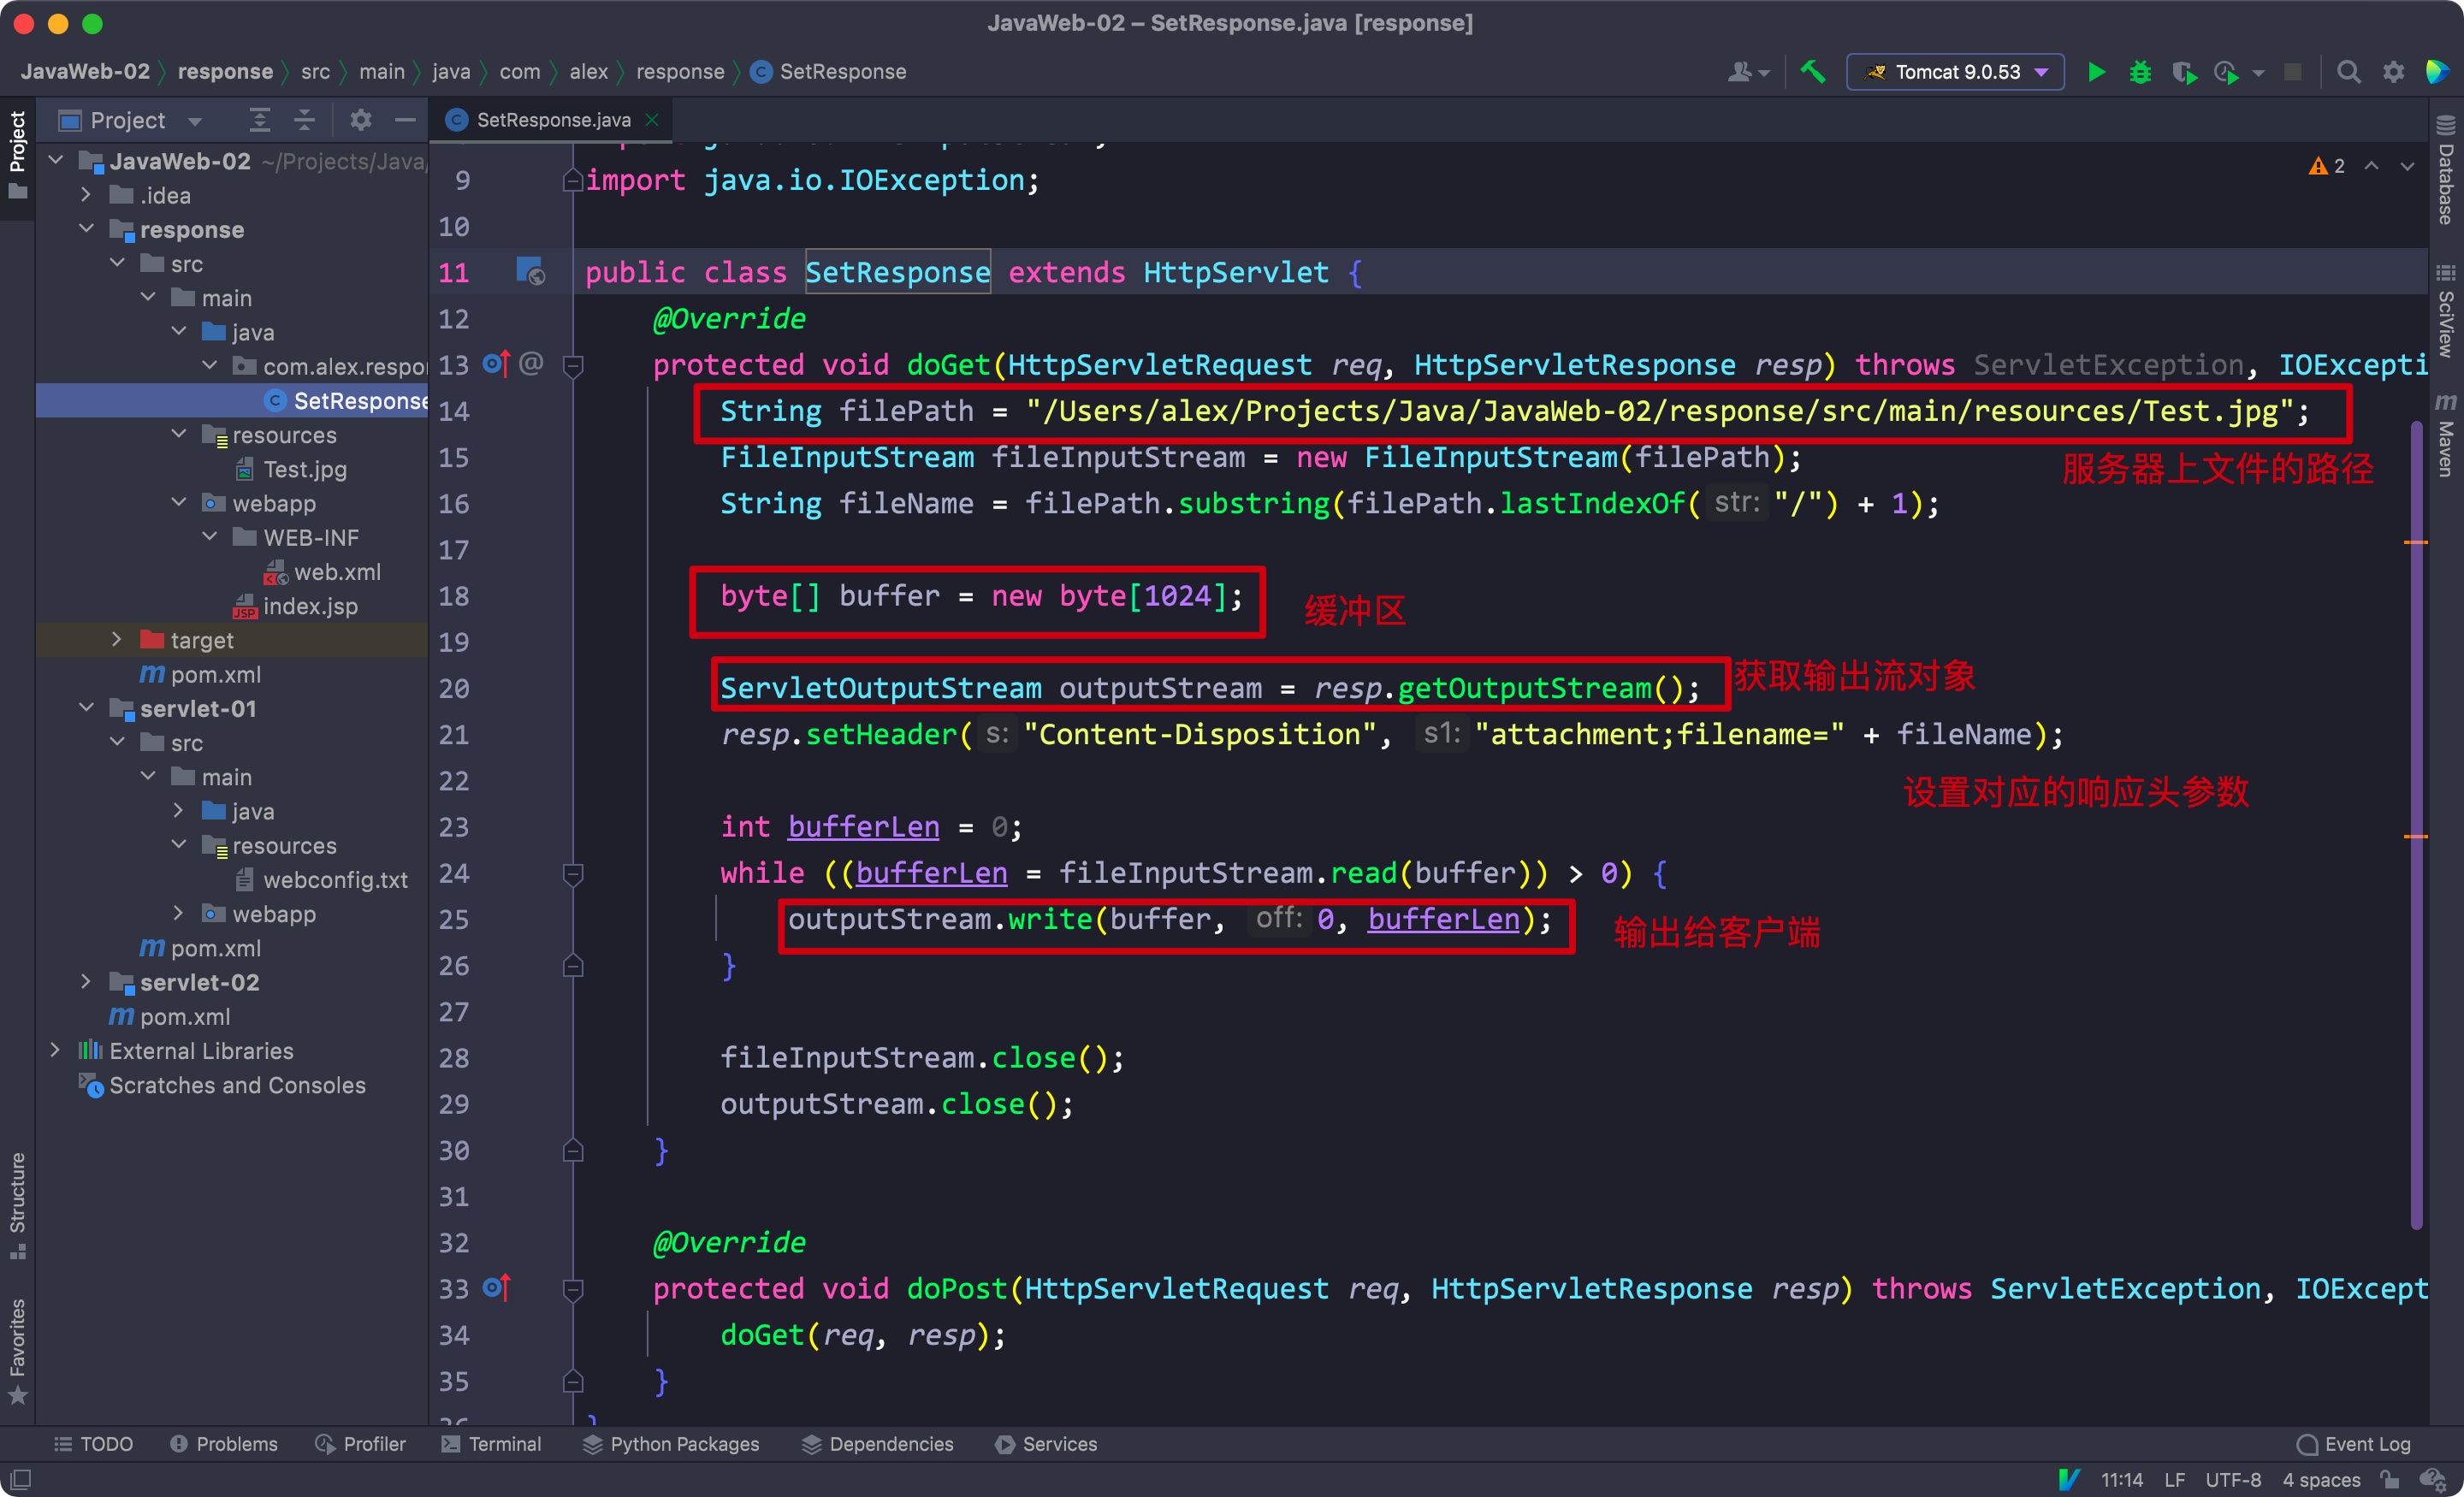 JavaWeb-02 – SetResponse.java [response]
JavaWeb-02 response src main java com alex response SetResponse
Tomcat 9.0.53
Project
Project
SetResponse.java
JavaWeb-02 ~/Projects/Java/
.idea
response
src
main
java
com.alex.respo
SetResponse
resources
Test.jpg
webapp
WEB-INF
web.xml
index.jsp
target
pom.xml
servlet-01
src
main
java
resources
webconfig.txt
webapp
pom.xml
servlet-02
pom.xml
External Libraries
Scratches and Consoles
Structure
Favorites
2
9 import java.io.IOException;
10
11 public class SetResponse extends HttpServlet {
12 @Override
13 @ protected void doGet(HttpServletRequest req, HttpServletResponse resp) throws ServletException, IOExcepti
14 String filePath = "/Users/alex/Projects/Java/JavaWeb-02/response/src/main/resources/Test.jpg";
15 FileInputStream fileInputStream = new FileInputStream(filePath);
服务器上文件的路径
16 String fileName = filePath.substring(filePath.lastIndexOf( str: "/") + 1);
17
18 byte[] buffer = new byte[1024];
缓冲区
19
20 ServletOutputStream outputStream = resp.getOutputStream();
获取输出流对象
21 resp.setHeader( s: "Content-Disposition", s1: "attachment;filename=" + fileName);
22
设置对应的响应头参数
23 int bufferLen = 0;
24 while ((bufferLen = fileInputStream.read(buffer)) > 0) {
25 outputStream.write(buffer, off: 0, bufferLen);
输出给客户端
26 }
27
28 fileInputStream.close();
29 outputStream.close();
30 }
31
32 @Override
33 protected void doPost(HttpServletRequest req, HttpServletResponse resp) throws ServletException, IOExcept
34 doGet(req, resp);
35 }
Database
SciView
m Maven
TODO Problems Profiler Terminal Python Packages Dependencies Services Event Log
11:14 LF UTF-8 4 spaces